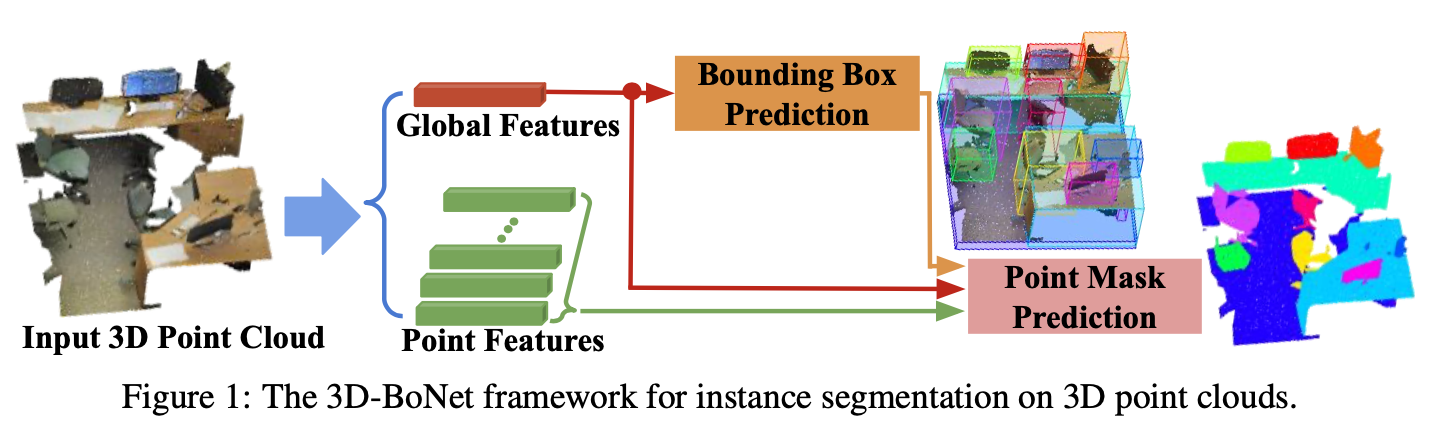 Bounding Box
Prediction
Global Features
Point Mask
Prediction
Input 3D Point Cloud
Point Features
Figure 1: The 3D-BoNet framework for instance segmentation on 3D point clouds.